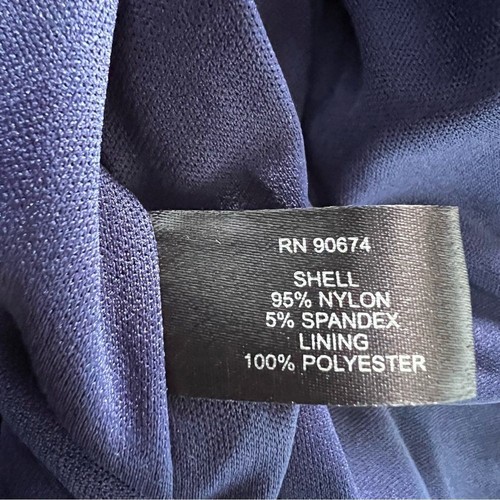 RN 90674
SHELL
95% NYLON
5% SPANDEX
LINING
100% POLYESTER